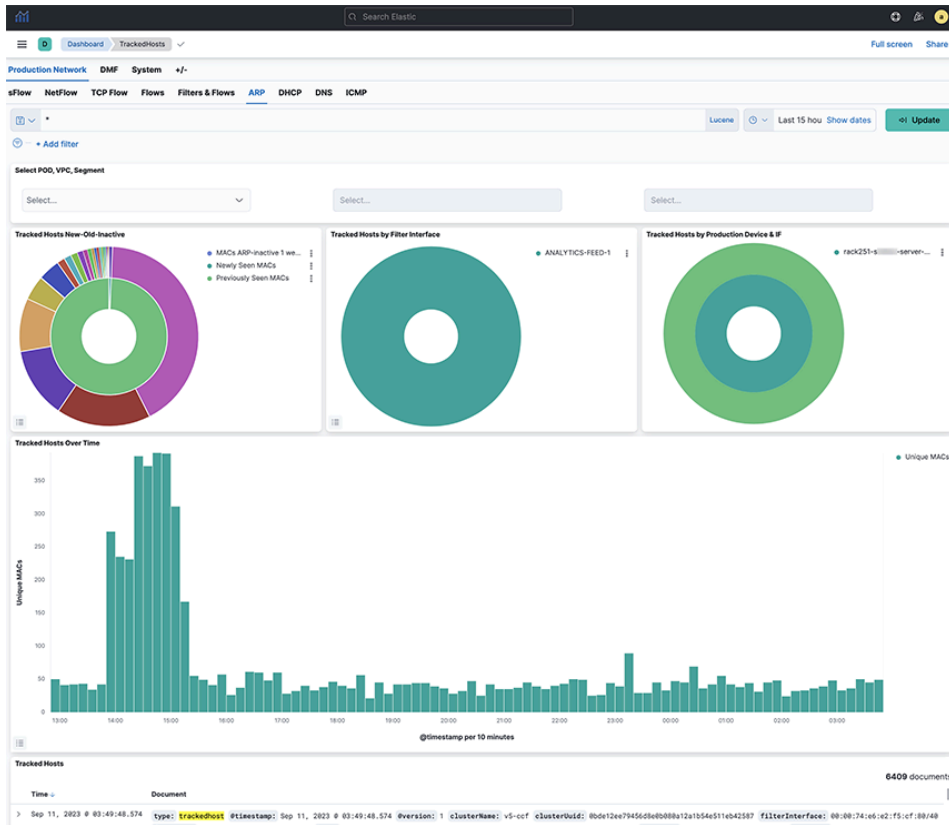 Search Elastic
a
D Dashboard TrackedHosts Full screen Share
Production Network DMF System +/-
sFlow NetFlow TCP Flow Flows Filters & Flows ARP DHCP DNS ICMP
* Lucene Last 15 hou Show dates Update
+ Add filter
Select POD, VPC, Segment
Select... Select... Select...
Tracked Hosts New-Old-Inactive
MACs ARP-inactive 1 we...
Newly Seen MACs
Previously Seen MACs
Tracked Hosts by Filter Interface
ANALYTICS-FEED-1
Tracked Hosts by Production Device & IF
rack251-s -server-...
Tracked Hosts Over Time
Unique MACs
350
300
250
200
150
100
50
0
Unique MACs
13:00 14:00 15:00 16:00 17:00 18:00 19:00 20:00 21:00 22:00 23:00 00:00 01:00 02:00 03:00
@timestamp per 10 minutes
Tracked Hosts
6409 documents
Time Document
Sep 11, 2023 @ 03:49:48.574 type: trackedhost @timestamp: Sep 11, 2023 @ 03:49:48.574 @version: 1 clusterName: v5-ccf clusterUuid: 0bde12ee79456d8e0b080a12a1b54e511eb42587 filterInterface: 00:00:74:e6:e2:f5:cf:80/40